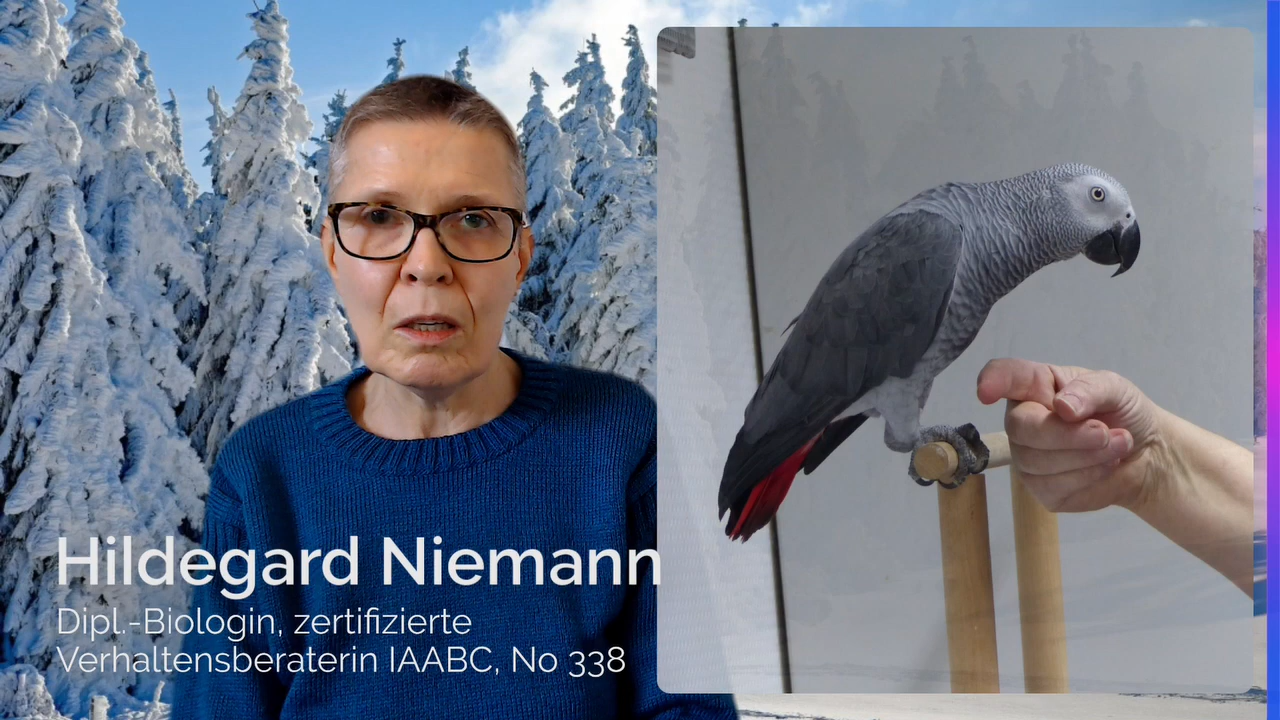 Hildegard Niemann
Dipl.-Biologin, zertifizierte
Verhaltensberaterin IAABC, No 338